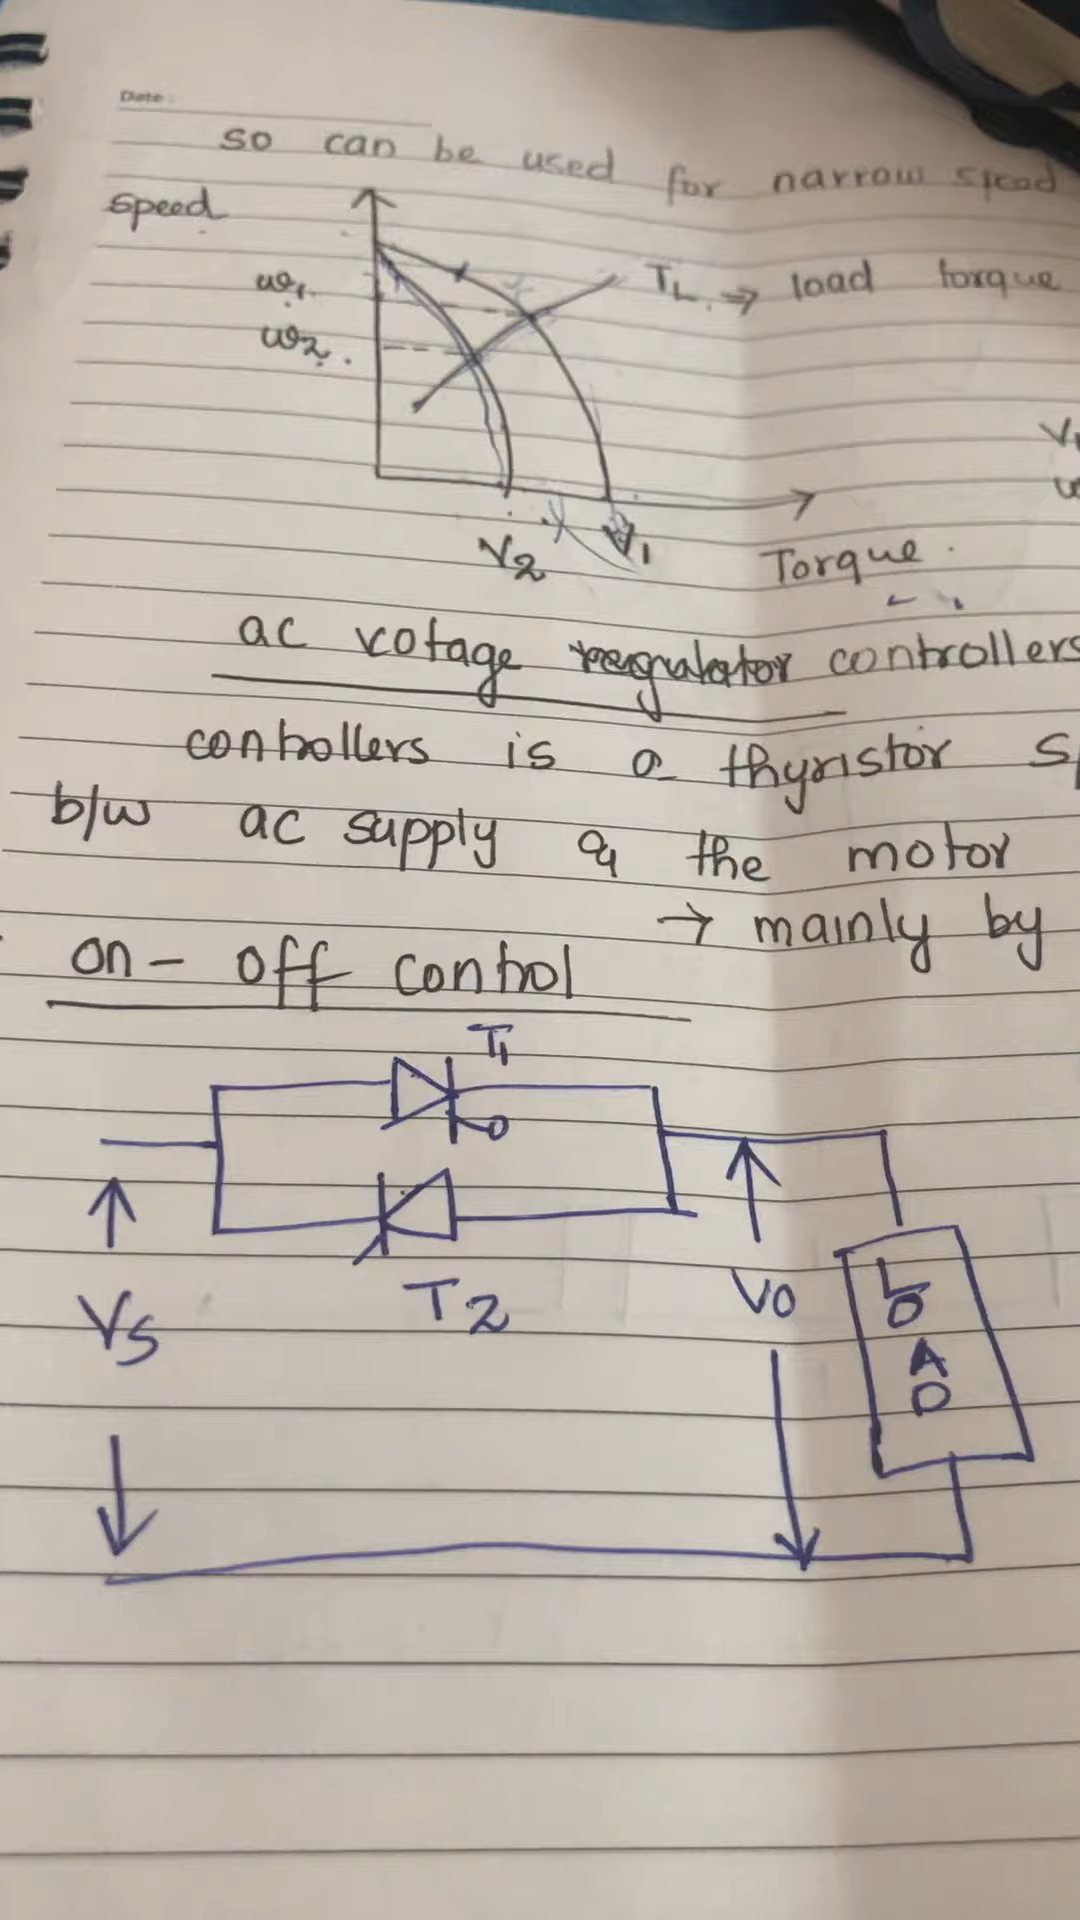 Date:
so can be used for narrow speed
speed
ω1
ω2.
TL → load torque
V2
V1
Torque.
ac votage regulator controllers
controllers is a thyristor
b/w ac supply & the motor
→ mainly by
on - off control
T1
T2
Vs
VO
LOAD